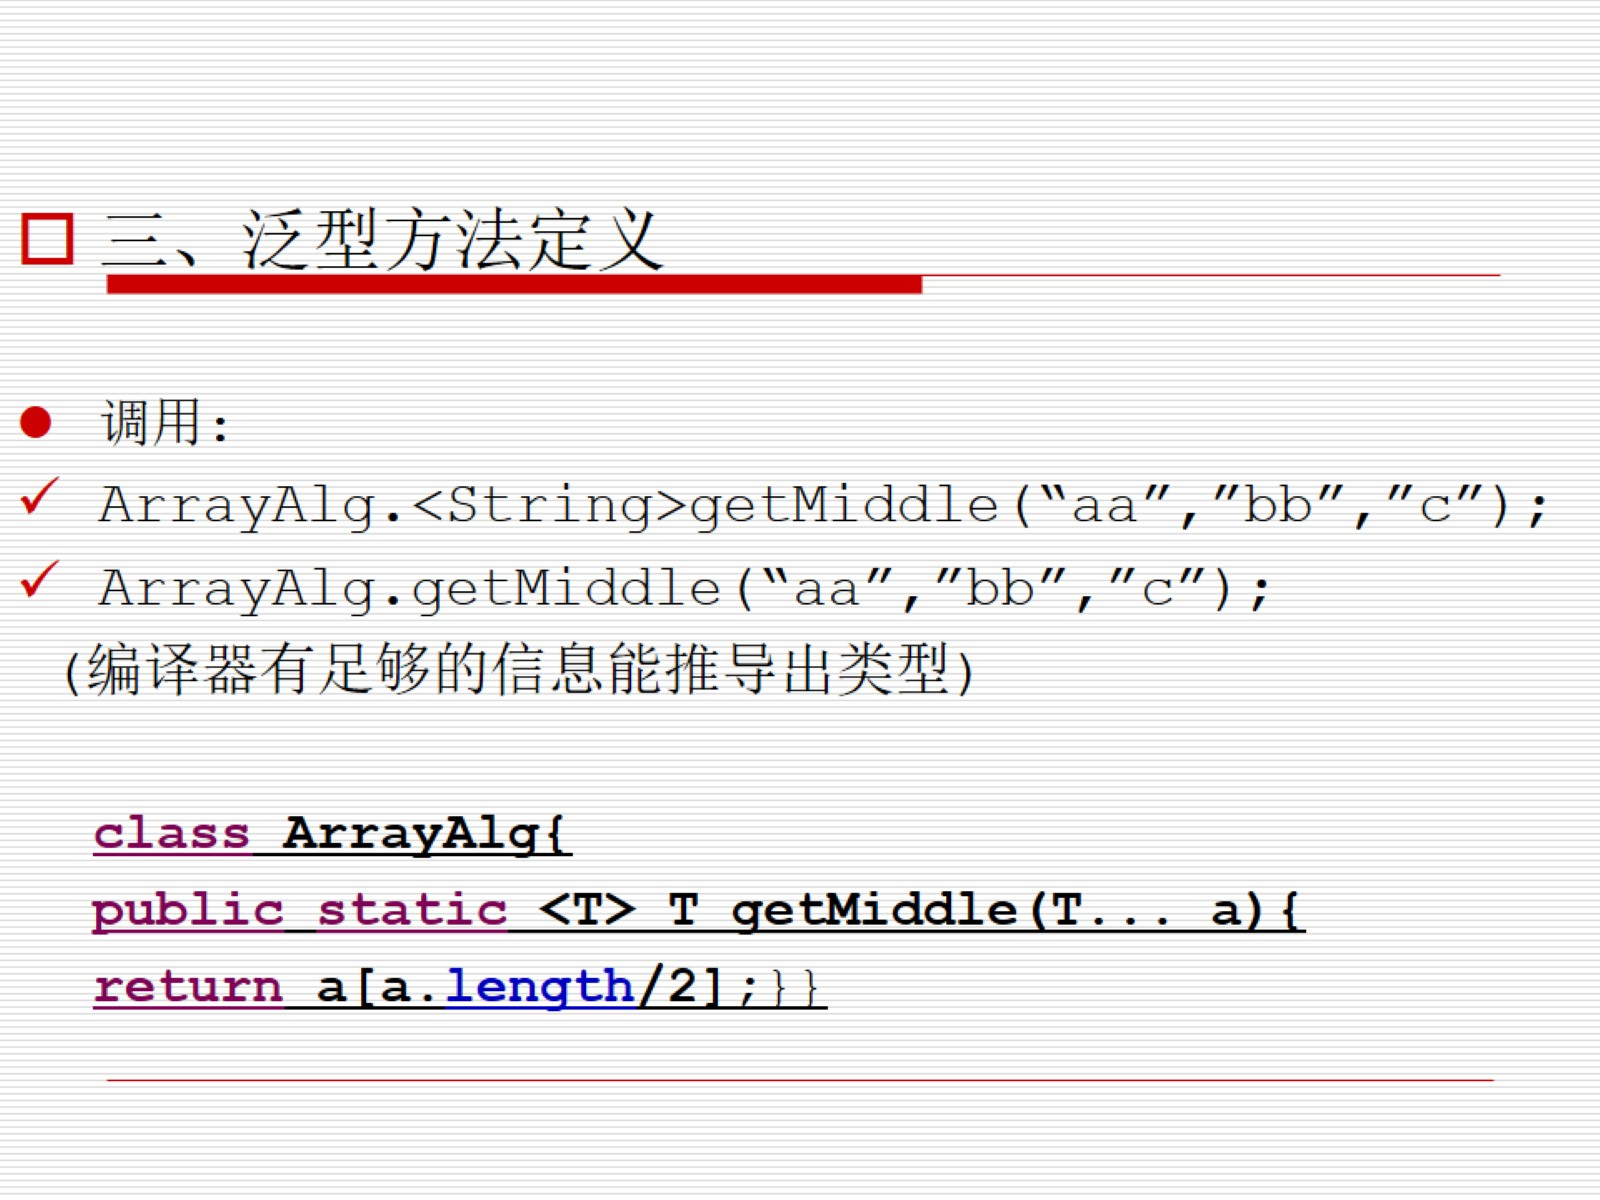 三、泛型方法定义
调用:
ArrayAlg.<String>getMiddle(“aa”,”bb”,”c”);
ArrayAlg.getMiddle(“aa”,”bb”,”c”);
(编译器有足够的信息能推导出类型)
class ArrayAlg{
public static <T> T getMiddle(T... a){
return a[a.length/2];}}